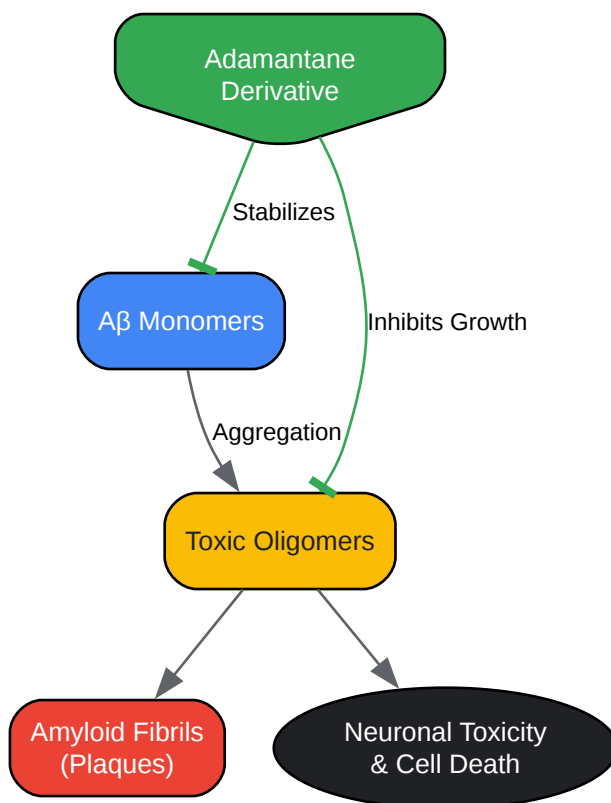 Adamantane
Derivative
Stabilizes
Aβ Monomers
Inhibits Growth
Aggregation
Toxic Oligomers
Amyloid Fibrils
(Plaques)
Neuronal Toxicity
& Cell Death